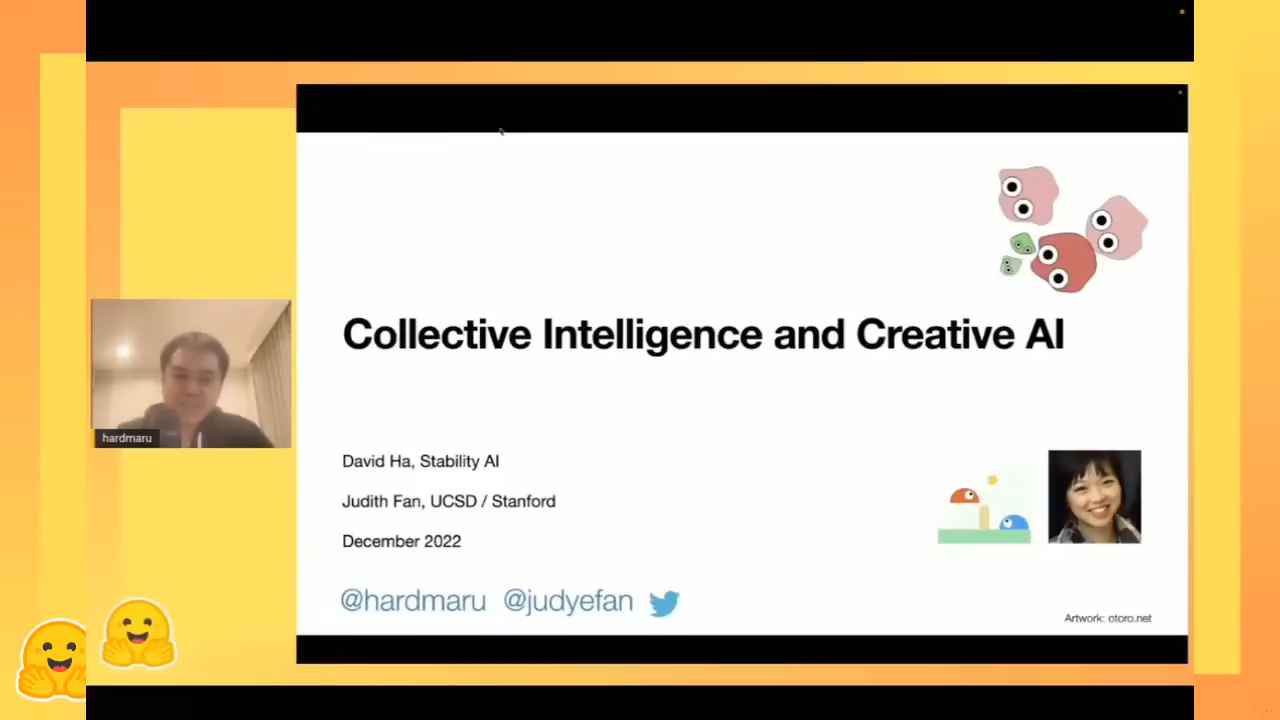 Collective Intelligence and Creative AI
hardmaru
David Ha, Stability AI
Judith Fan, UCSD / Stanford
December 2022
@hardmaru @judyefan
Artwork: otoro.net